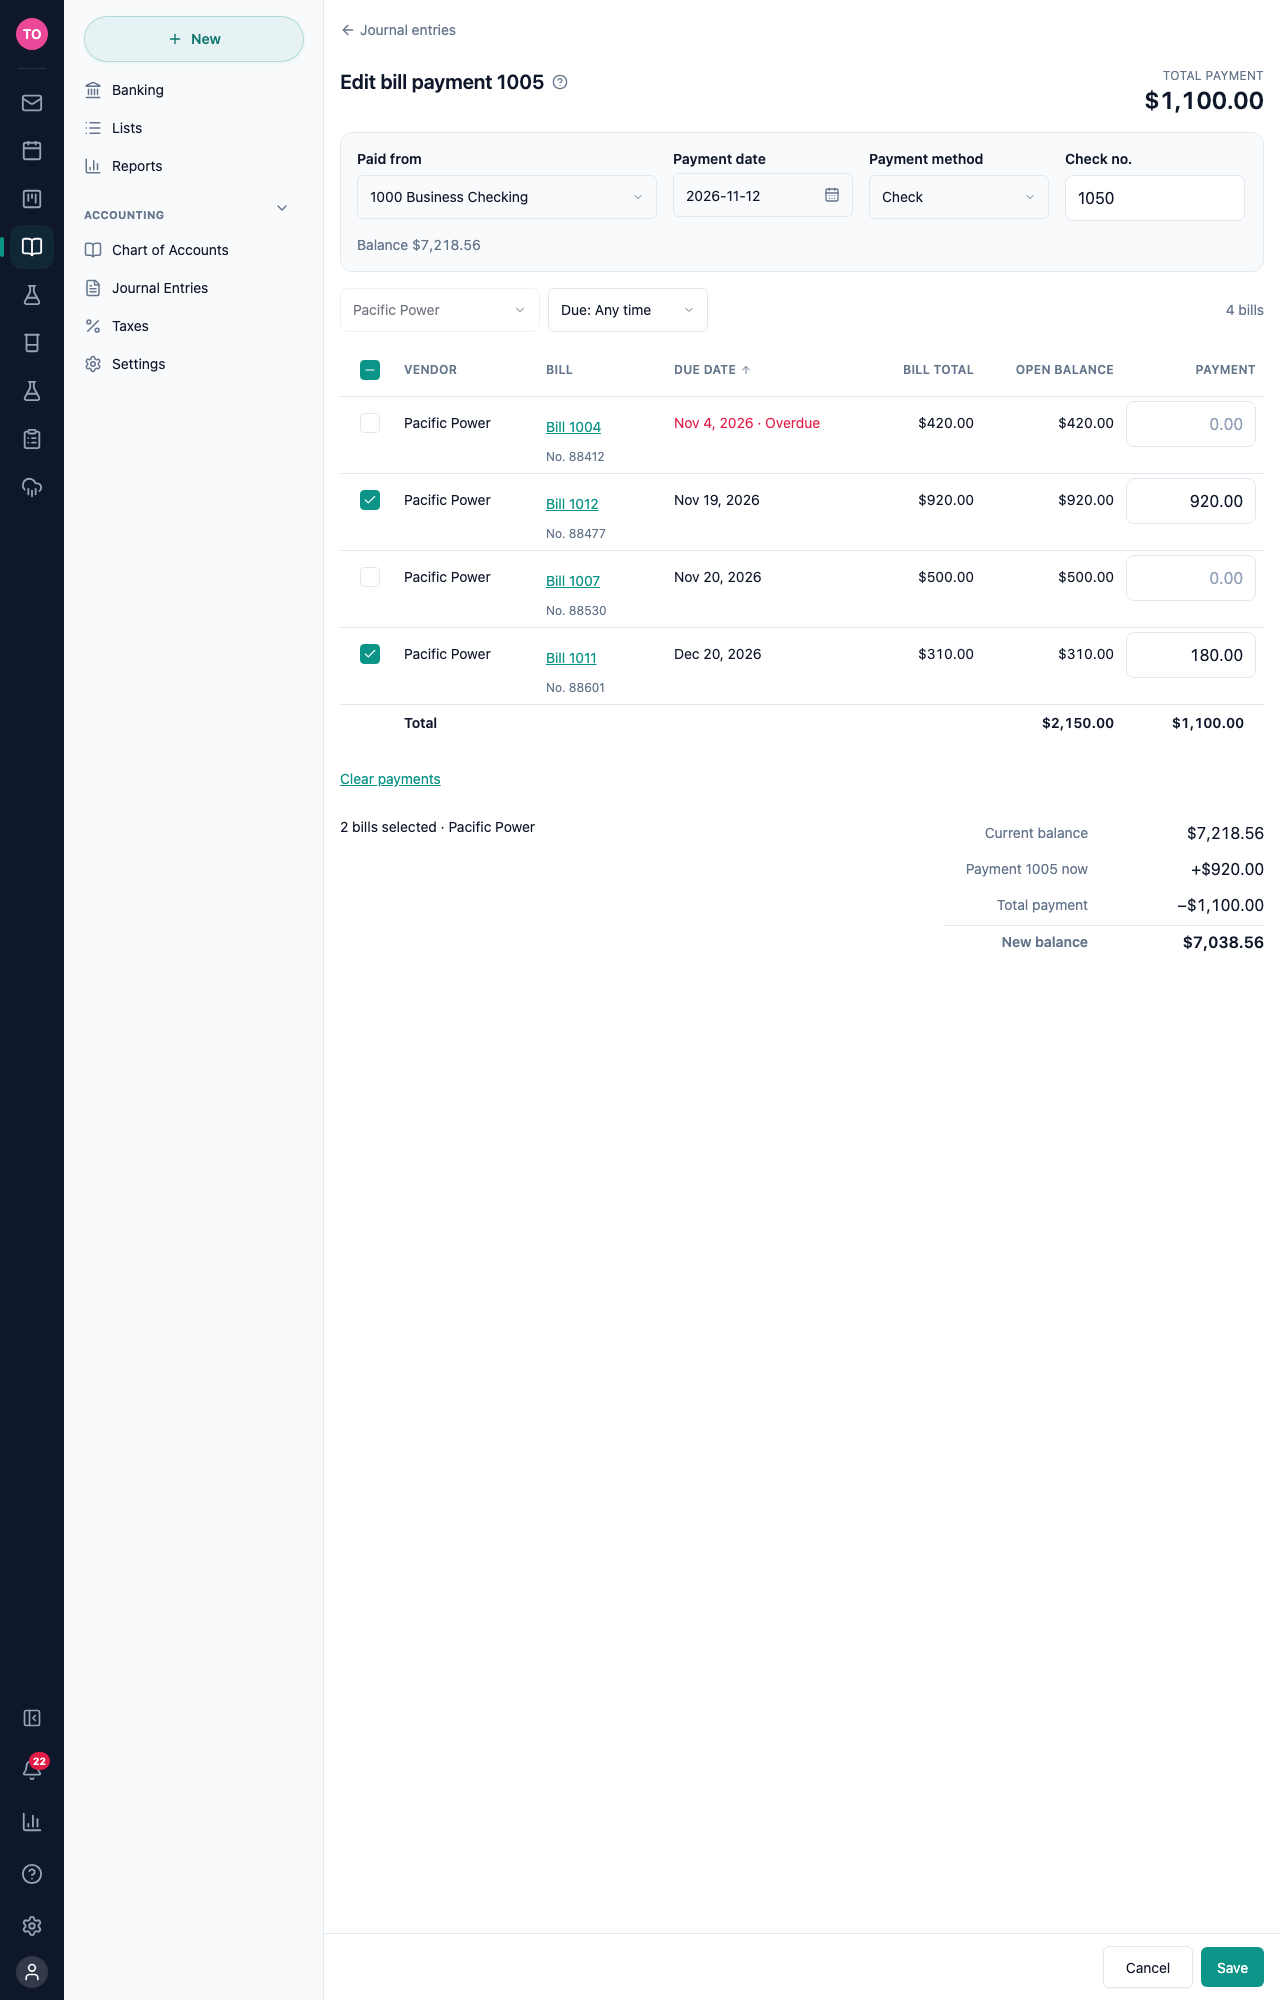 TO
New
Banking
Lists
Reports
ACCOUNTING
Chart of Accounts
Journal Entries
Taxes
Settings
22
Journal entries
Edit bill payment 1005
TOTAL PAYMENT
$1,100.00
Paid from
Payment date
Payment method
Check no.
1000 Business Checking
2026-11-12
Check
1050
Balance $7,218.56
Pacific Power
Due: Any time
4 bills
VENDOR BILL DUE DATE ↑ BILL TOTAL OPEN BALANCE PAYMENT
Pacific Power Bill 1004 Nov 4, 2026 · Overdue $420.00 $420.00 0.00
No. 88412
Pacific Power Bill 1012 Nov 19, 2026 $920.00 $920.00 920.00
No. 88477
Pacific Power Bill 1007 Nov 20, 2026 $500.00 $500.00 0.00
No. 88530
Pacific Power Bill 1011 Dec 20, 2026 $310.00 $310.00 180.00
No. 88601
Total $2,150.00 $1,100.00
Clear payments
2 bills selected · Pacific Power
Current balance $7,218.56
Payment 1005 now +$920.00
Total payment –$1,100.00
New balance $7,038.56
Cancel
Save